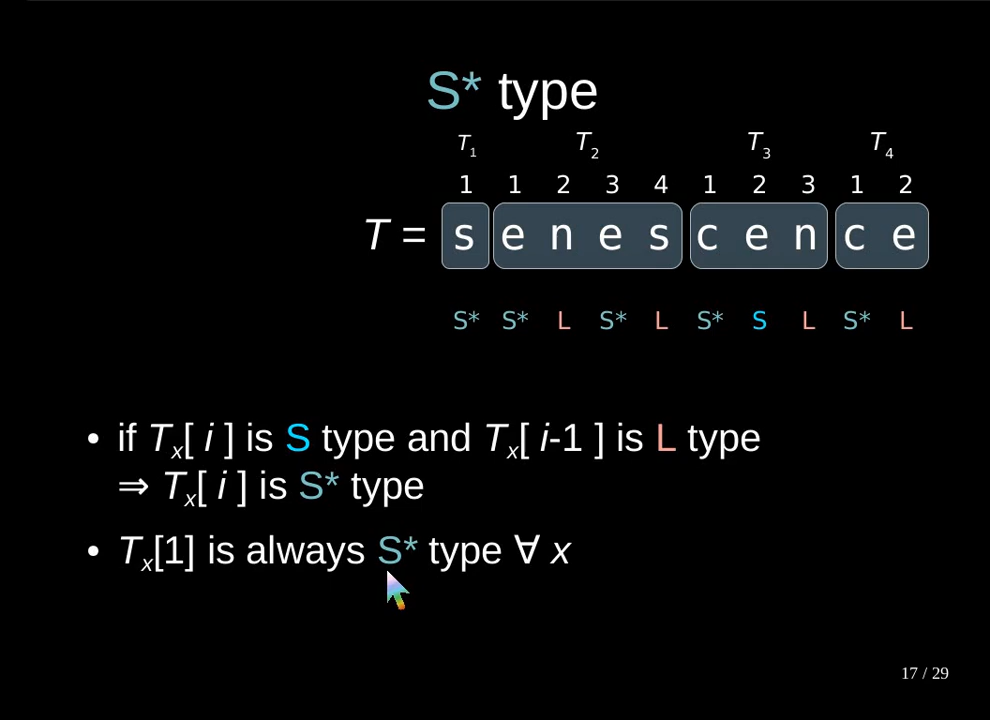 S* type
T1 T2 T3 T4
1 1 2 3 4 1 2 3 1 2
T = s e n e s c e n c e
S* S* L S* L S* S L S* L
• if Tx[ i ] is S type and Tx[ i-1 ] is L type
⇒ Tx[ i ] is S* type
• Tx[1] is always S* type ∀ x
17 / 29